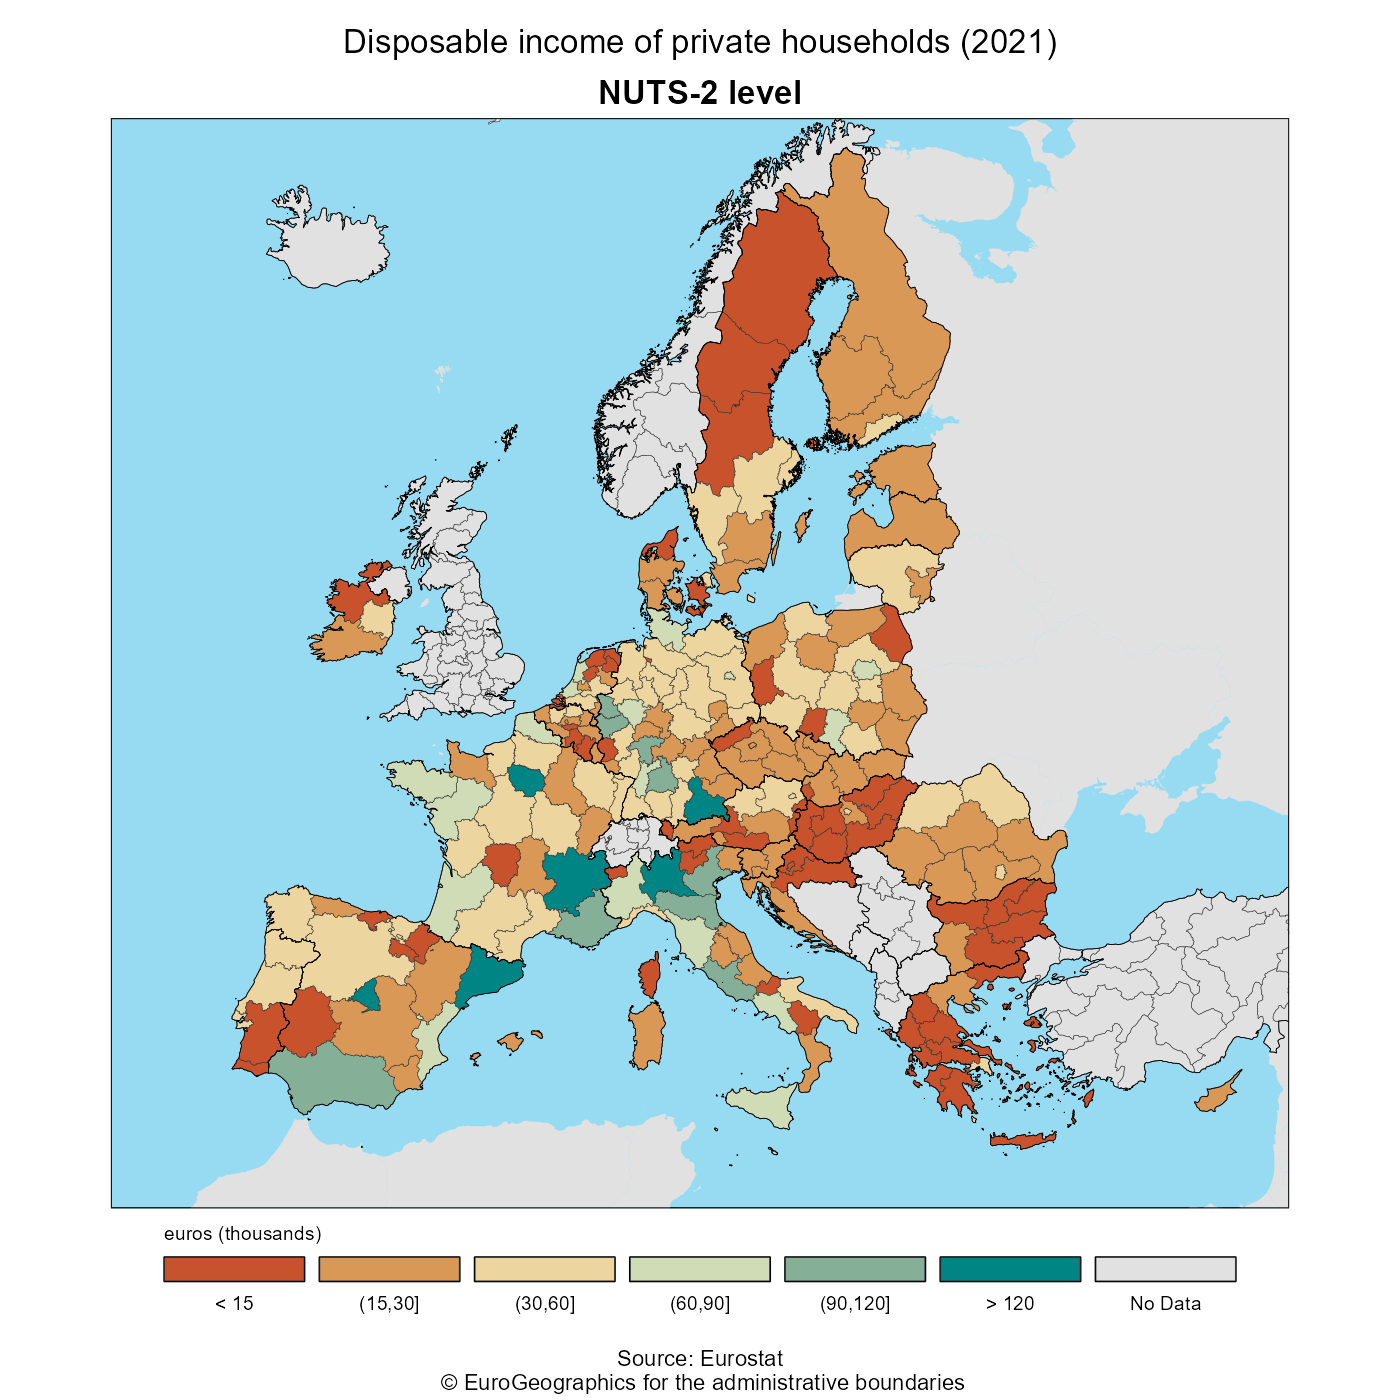 Disposable income of private households (2021)
NUTS-2 level
euros (thousands)
< 15
(15,30]
(30,60]
(60,90]
(90,120]
> 120
No Data
Source: Eurostat
© EuroGeographics for the administrative boundaries